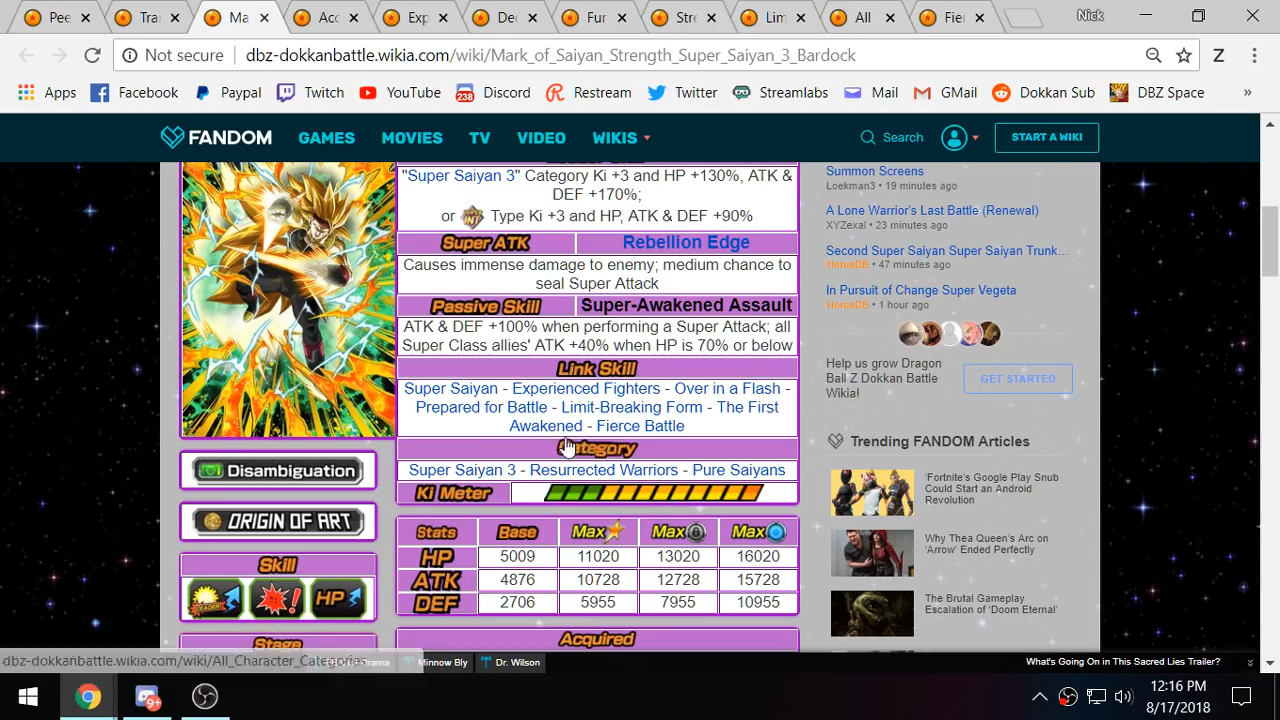 Pee
Tra
Ma
Acc
Exp
Dec
Fur
Stre
Lim
All
Fier
Nick
Not secure
dbz-dokkanbattle.wikia.com/wiki/Mark_of_Saiyan_Strength_Super_Saiyan_3_Bardock
Z
Apps
Facebook
Paypal
Twitch
YouTube
238
Discord
Restream
Twitter
Streamlabs
Mail
GMail
Dokkan Sub
DBZ Space
»
FANDOM
GAMES
MOVIES
TV
VIDEO
WIKIS
Search
START A WIKI
"Super Saiyan 3" Category Ki +3 and HP +130%, ATK &
DEF +170%;
or INT Type Ki +3 and HP, ATK & DEF +90%
Super ATK
Rebellion Edge
Causes immense damage to enemy; medium chance to
seal Super Attack
Passive Skill
Super-Awakened Assault
ATK & DEF +100% when performing a Super Attack; all
Super Class allies' ATK +40% when HP is 70% or below
Link Skill
Super Saiyan - Experienced Fighters - Over in a Flash -
Prepared for Battle - Limit-Breaking Form - The First
Awakened - Fierce Battle
Category
Super Saiyan 3 - Resurrected Warriors - Pure Saiyans
Ki Meter
Disambiguation
ORIGIN OF ART
Skill
LEADER
HP
Stage
Stats
Base
Max
Max
Max
HP
5009
11020
13020
16020
ATK
4876
10728
12728
15728
DEF
2706
5955
7955
10955
Acquired
Summon Screens
Loekman3 • 19 minutes ago
A Lone Warrior's Last Battle (Renewal)
XYZexal • 23 minutes ago
Second Super Saiyan Super Saiyan Trunk...
HorusDB • 47 minutes ago
In Pursuit of Change Super Vegeta
HorusDB • 1 hour ago
Help us grow Dragon
Ball Z Dokkan Battle
Wikia!
GET STARTED
Trending FANDOM Articles
'Fortnite's Google Play Snub
Could Start an Android
Revolution
Why Thea Queen's Arc on
'Arrow' Ended Perfectly
The Brutal Gameplay
Escalation of 'Doom Eternal'
dbz-dokkanbattle.wikia.com/wiki/All_Character_Categories
Minnow Bly
Dr. Wilson
What's Going On in This Sacred Lies Trailer?
9+
12:16 PM
8/17/2018